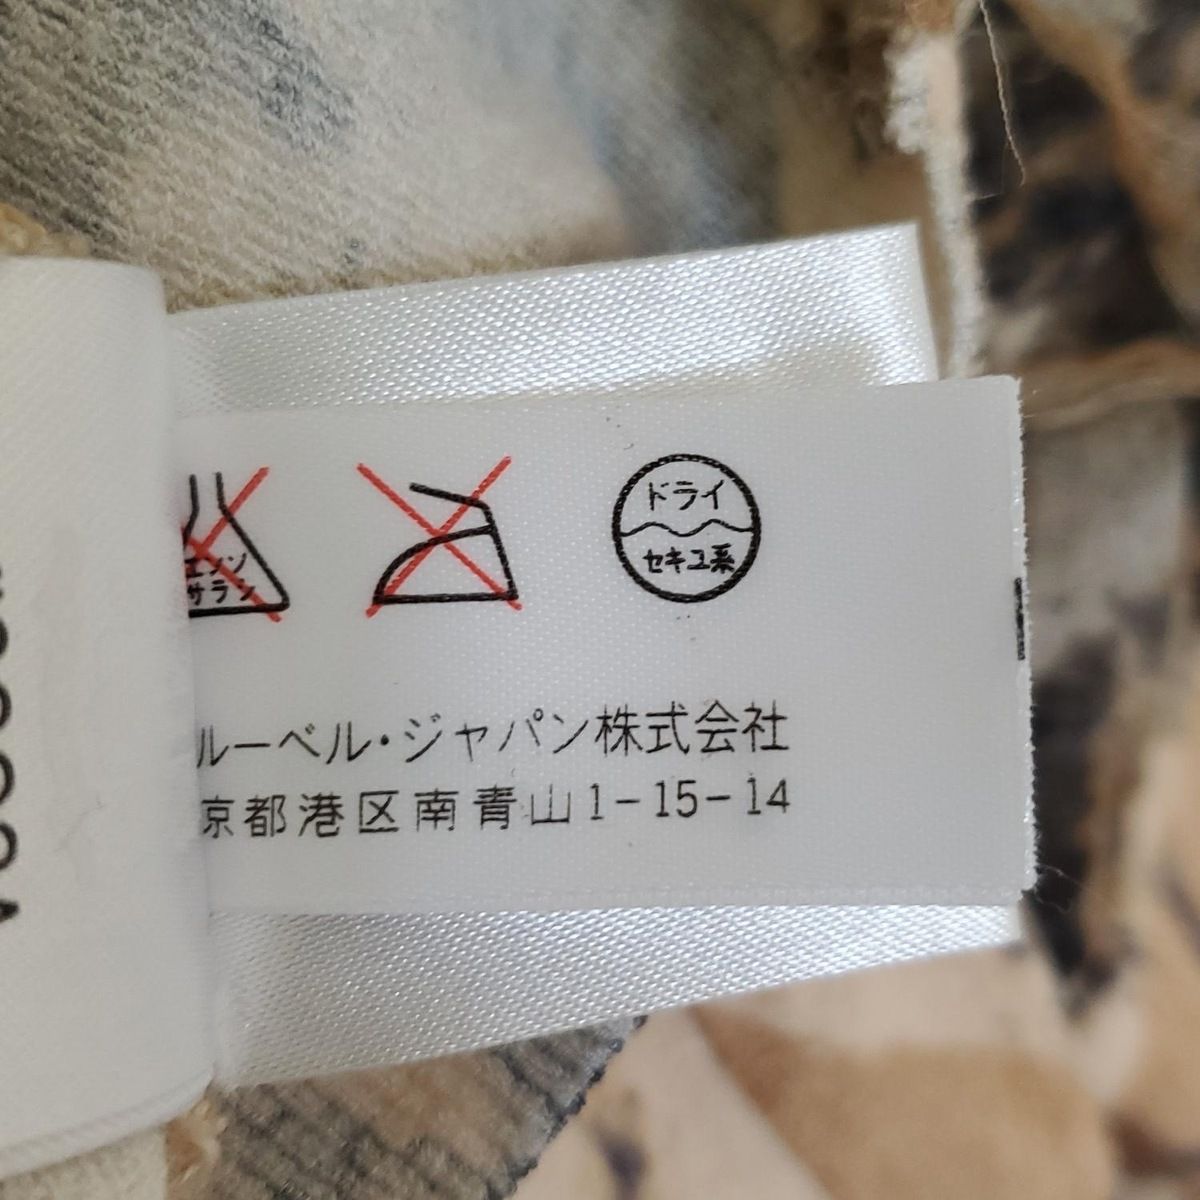 エンソ
サラシ
ドライ
セキユ系
ルーベル・ジャパン株式会社
京都港区南青山1-15-14